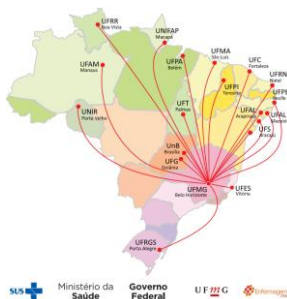 UFRR
Boa Vista
UNIFAP
Macapá
UFAM
Manaus
UFPA
Belém
UFMA
São Luís
UFC
Fortaleza
UFRN
Natal
UFPI
Teresina
UFPE
Recife
UNIR
Porto Velho
UFT
Palmas
UFAL
Arapiraca
UFAL
Maceió
UFS
Aracaju
UnB
Brasília
UFG
Goiânia
UFMG
Belo Horizonte
UFES
Vitória
UFRGS
Porto Alegre
SUS
Ministério da
Saúde
Governo
Federal
UFMG
Enfermagem